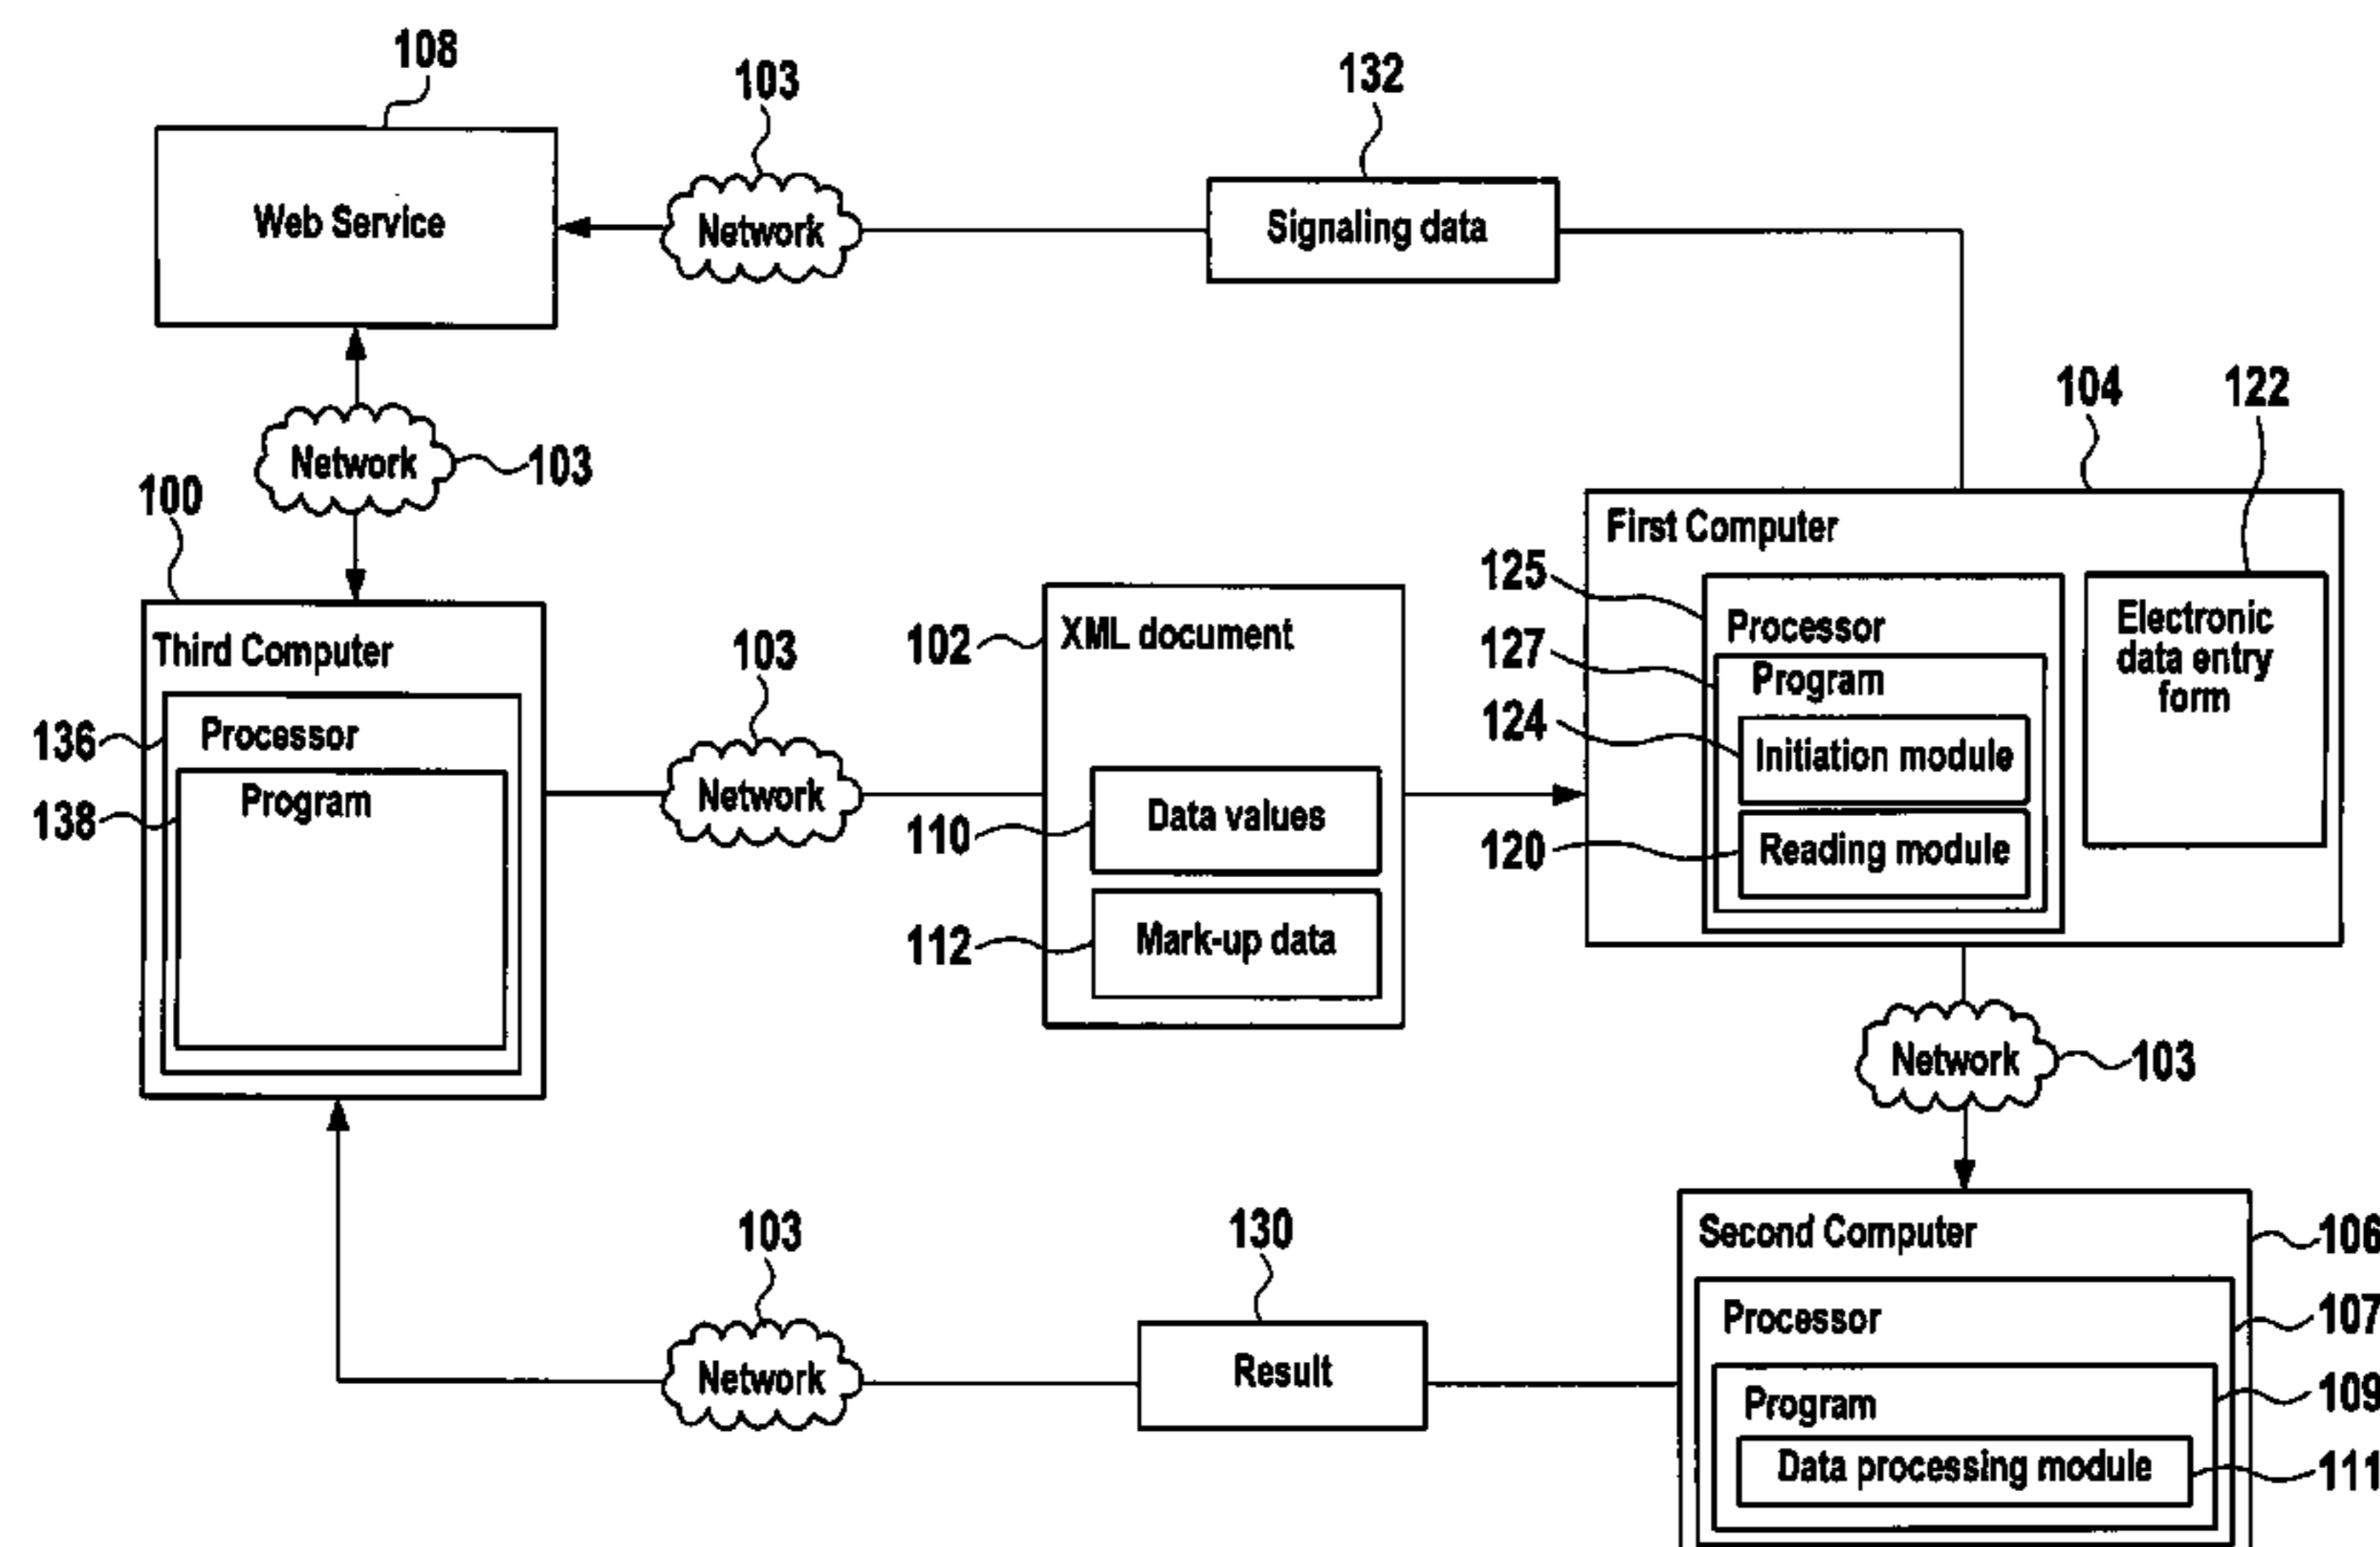 108
103
132
Web Service
Network
Signaling data
104
122
Network
103
100
First Computer
125
Processor
Electronic
data entry
form
127
Program
124
Initiation module
120
Reading module
Third Computer
136
Processor
138
Program
103
Network
102
XML document
110
Data values
112
Mark-up data
Network
103
103
130
Second Computer
106
Processor
107
Network
Result
Program
109
Data processing module
111